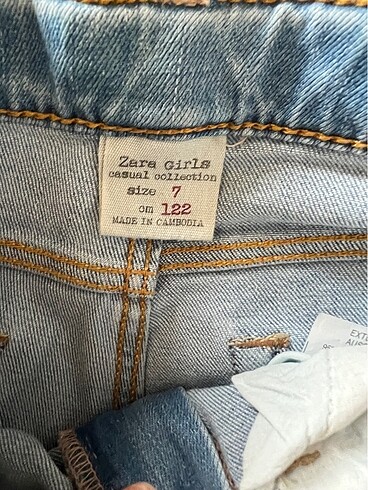 Zara Girls
casual collection
size 7
cm 122
MADE IN CAMBODIA